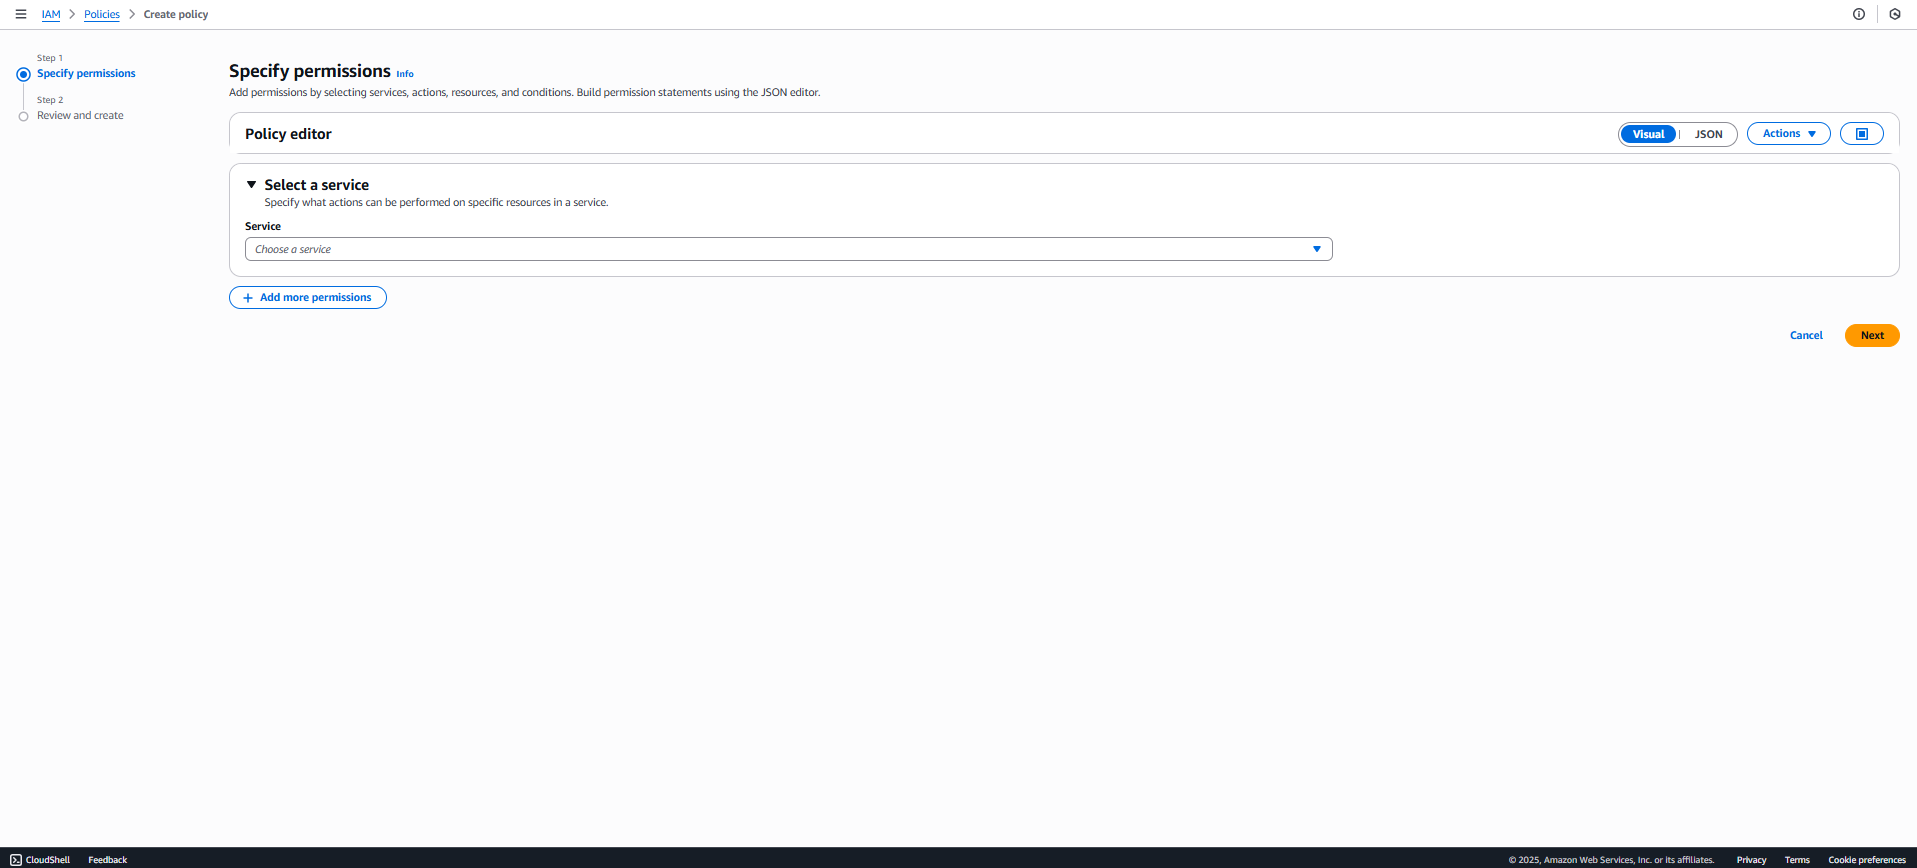 IAM Policies Create policy
Step 1
Specify permissions
Step 2
Review and create
Specify permissions Info
Add permissions by selecting services, actions, resources, and conditions. Build permission statements using the JSON editor.
Policy editor
Visual JSON Actions
Select a service
Specify what actions can be performed on specific resources in a service.
Service
Choose a service
Add more permissions
Cancel Next
CloudShell Feedback © 2025, Amazon Web Services, Inc. or its affiliates. Privacy Terms Cookie preferences